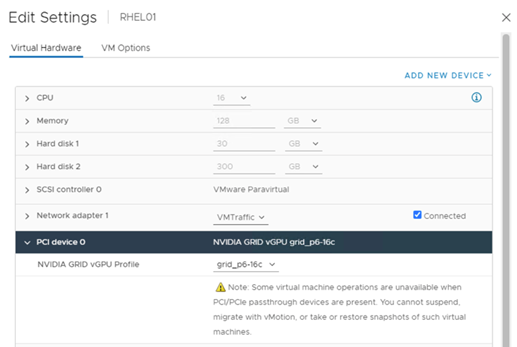 Edit Settings RHEL01
Virtual Hardware VM Options
ADD NEW DEVICE
CPU 16
Memory 128 GB
Hard disk 1 30 GB
Hard disk 2 300 GB
SCSI controller 0 VMware Paravirtual
Network adapter 1 VMTraffic Connected
PCI device 0 NVIDIA GRID vGPU grid_p6-16c
NVIDIA GRID vGPU Profile grid_p6-16c
Note: Some virtual machine operations are unavailable when
PCI/PCIe passthrough devices are present. You cannot suspend,
migrate with vMotion, or take or restore snapshots of such virtual
machines.